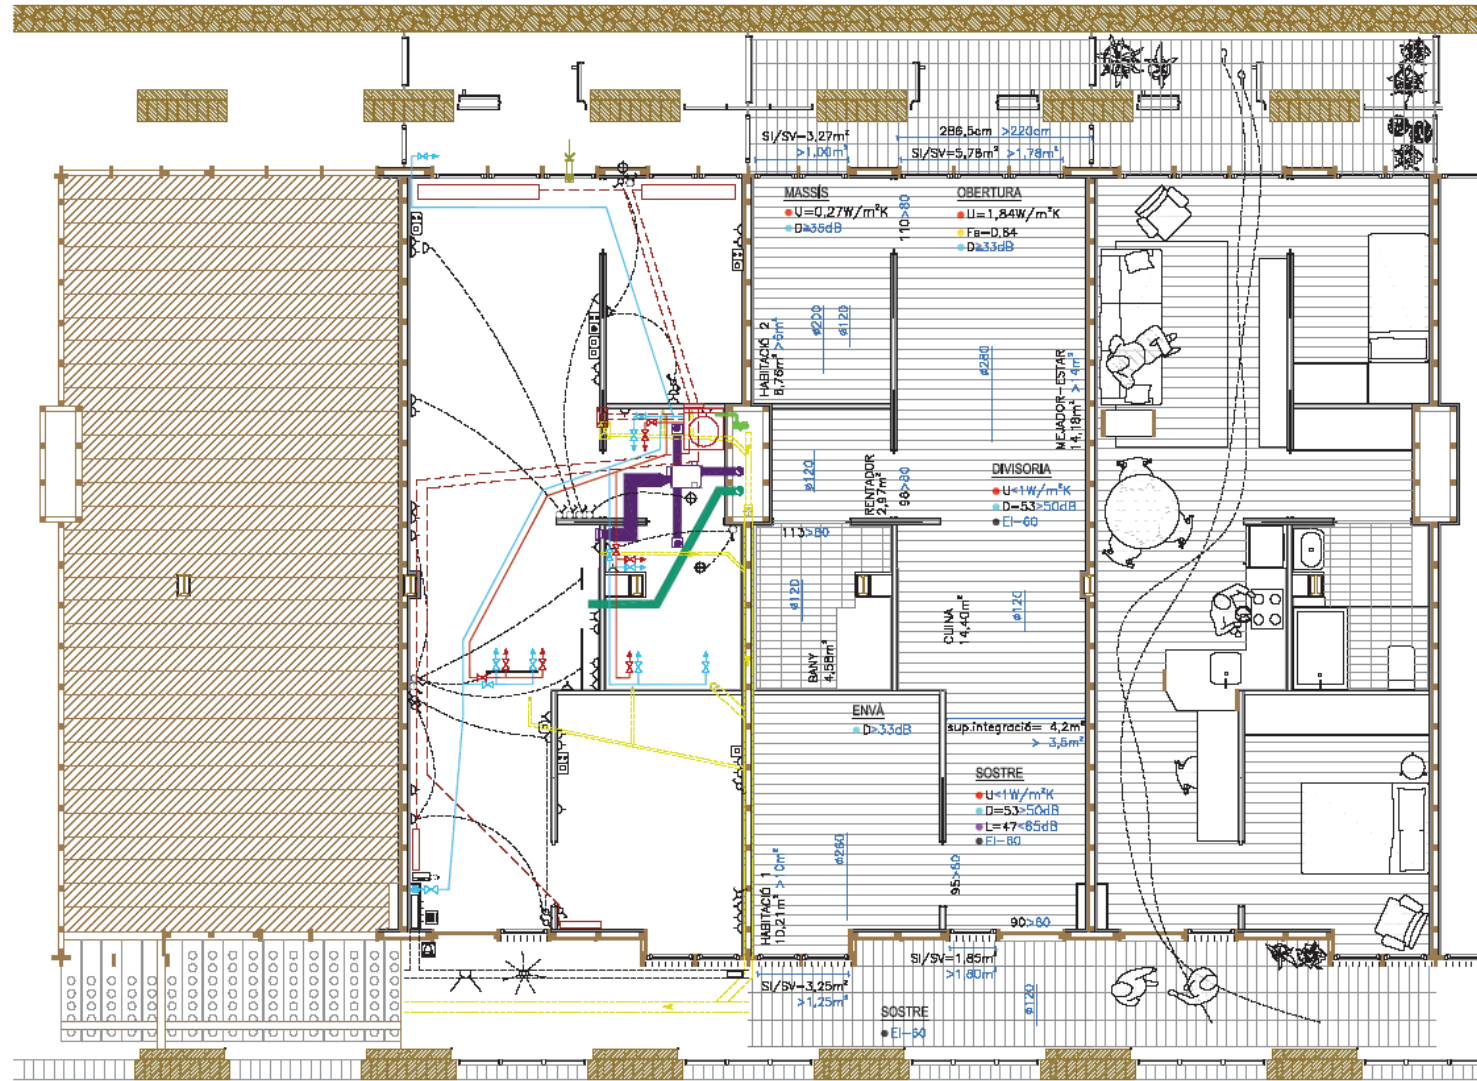 SI/SV=3,27m²
>1,00m²
286,5cm >220cm
SI/SV=5,78m² >1,78m²
MASSÍS
U=0,27W/m²K
D≥35dB
110>80
OBERTURA
U=1,84W/m²K
Fs=0,64
D≥33dB
HABITACIÓ 2
8,76m² >6m²
ø200
ø120
ø280
MEJADOR-ESTAR
14,18m² >14m²
ø120
RENTADOR
2,97m²
98>80
DIVISORIA
U<1W/m²K
D=53>50dB
EI-60
113>80
ø120
BANY
4,58m²
CUINA
14,40m²
ø120
ENVÀ
D>33dB
sup.integració= 4,2m²
> 3,5m²
SOSTRE
U<1W/m²K
D=53>50dB
L=47<65dB
EI-60
HABITACIÓ 1
10,21m² >10m²
ø260
95>80
90>80
SI/SV=3,25m²
>1,25m²
SI/SV=1,85m²
>1,80m²
ø120
SOSTRE
EI-60